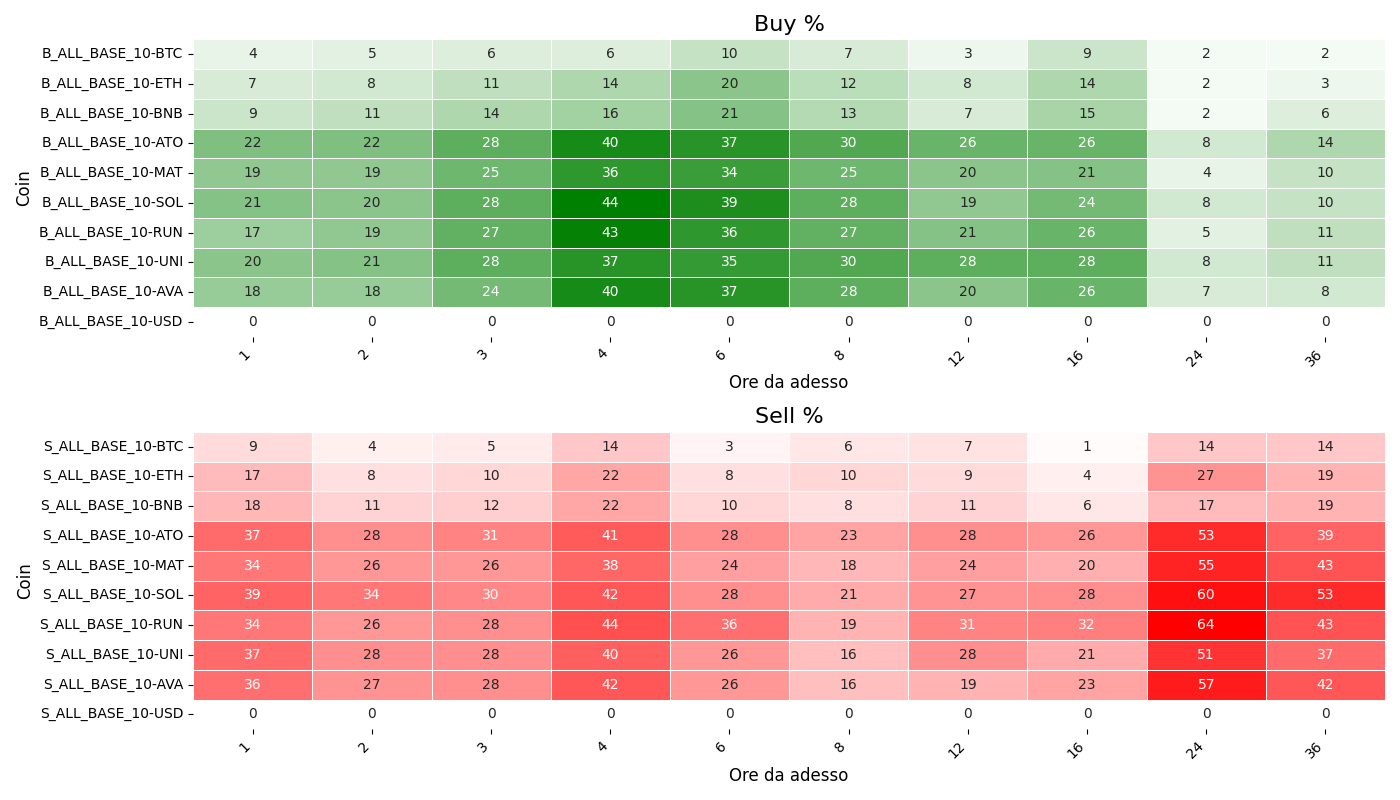 Buy %
Coin
B_ALL_BASE_10-BTC 4 5 6 6 10 7 3 9 2 2
B_ALL_BASE_10-ETH 7 8 11 14 20 12 8 14 2 3
B_ALL_BASE_10-BNB 9 11 14 16 21 13 7 15 2 6
B_ALL_BASE_10-ATO 22 22 28 40 37 30 26 26 8 14
B_ALL_BASE_10-MAT 19 19 25 36 34 25 20 21 4 10
B_ALL_BASE_10-SOL 21 20 28 44 39 28 19 24 8 10
B_ALL_BASE_10-RUN 17 19 27 43 36 27 21 26 5 11
B_ALL_BASE_10-UNI 20 21 28 37 35 30 28 28 8 11
B_ALL_BASE_10-AVA 18 18 24 40 37 28 20 26 7 8
B_ALL_BASE_10-USD 0 0 0 0 0 0 0 0 0 0
1 2 3 4 6 8 12 16 24 36
Ore da adesso
Sell %
Coin
S_ALL_BASE_10-BTC 9 4 5 14 3 6 7 1 14 14
S_ALL_BASE_10-ETH 17 8 10 22 8 10 9 4 27 19
S_ALL_BASE_10-BNB 18 11 12 22 10 8 11 6 17 19
S_ALL_BASE_10-ATO 37 28 31 41 28 23 28 26 53 39
S_ALL_BASE_10-MAT 34 26 26 38 24 18 24 20 55 43
S_ALL_BASE_10-SOL 39 34 30 42 28 21 27 28 60 53
S_ALL_BASE_10-RUN 34 26 28 44 36 19 31 32 64 43
S_ALL_BASE_10-UNI 37 28 28 40 26 16 28 21 51 37
S_ALL_BASE_10-AVA 36 27 28 42 26 16 19 23 57 42
S_ALL_BASE_10-USD 0 0 0 0 0 0 0 0 0 0
1 2 3 4 6 8 12 16 24 36
Ore da adesso